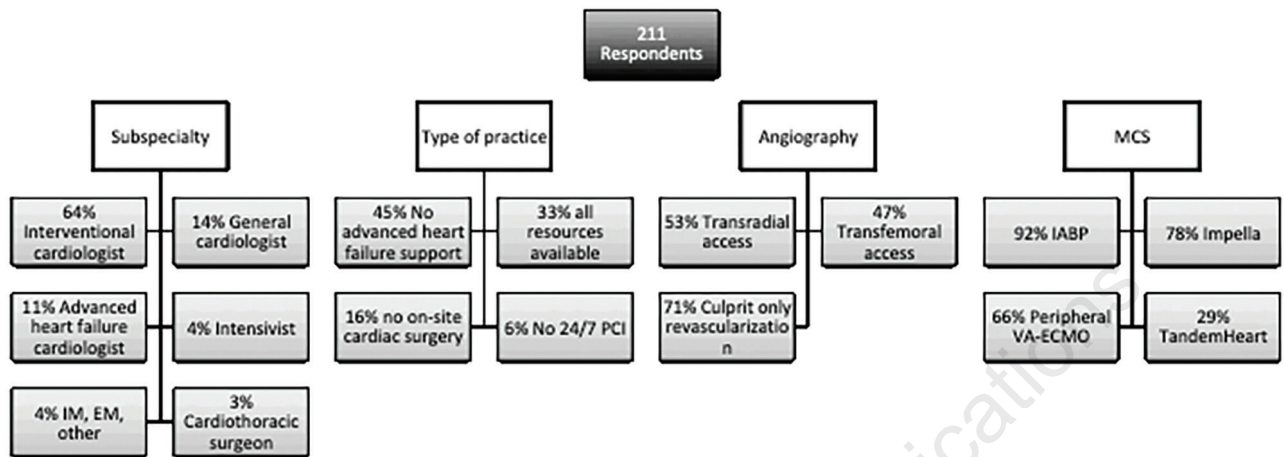 211
Respondents
Subspecialty
Type of practice
Angiography
MCS
64%
Interventional
cardiologist
14% General
cardiologist
45% No
advanced heart
failure support
33% all
resources
available
53% Transradial
access
47%
Transfemoral
access
92% IABP
78% Impella
11% Advanced
heart failure
cardiologist
4% Intensivist
16% no on-site
cardiac surgery
6% No 24/7 PCI
71% Culprit only
revascularizatio
n
66% Peripheral
VA-ECMO
29%
TandemHeart
4% IM, EM,
other
3%
Cardiothoracic
surgeon